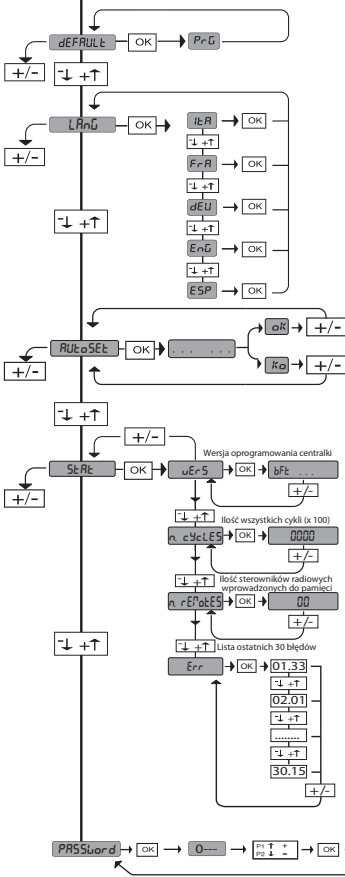 dEFAULt OK PrG
+/-
-↓ +↑
LAnG OK ItA OK
-↓ +↑
+/-
FrA OK
-↓ +↑
dEU OK
-↓ +↑
-↓ +↑
EnG OK
-↓ +↑
ESP OK
ok +/-
AUtoSEt OK ... ...
+/-
Ko +/-
-↓ +↑
+/-
Wersja oprogramowania centralki
StAt OK vErS OK bFt ...
+/-
+/-
-↓ +↑
Ilość wszystkich cykli (x 100)
n. cYcLES OK 0000
+/-
-↓ +↑
Ilość sterowników radiowych
wprowadzonych do pamięci
n. rEMotES OK 00
+/-
-↓ +↑
Lista ostatnich 30 błędów
-↓ +↑
Err OK 01.33
-↓ +↑
02.01
-↓ +↑
........
-↓ +↑
30.15
+/-
PASSword OK 0--- P1 ↑ + OK
P2 ↓ -